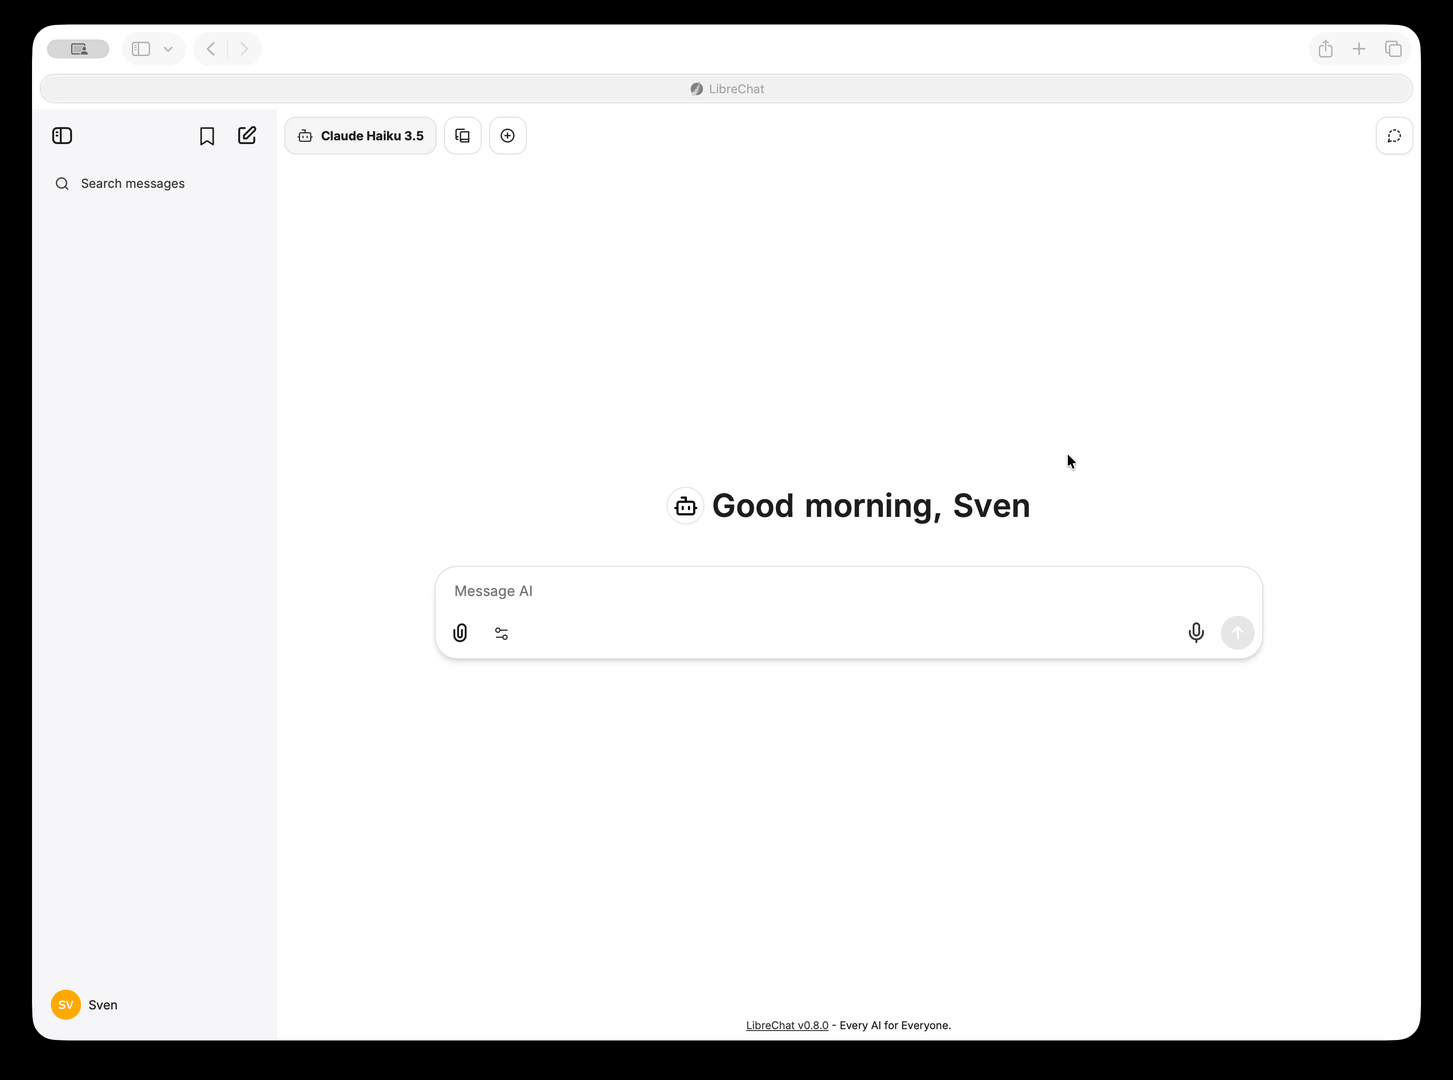 LibreChat
Claude Haiku 3.5
Search messages
Good morning, Sven
Message AI
SV Sven
LibreChat v0.8.0 - Every AI for Everyone.